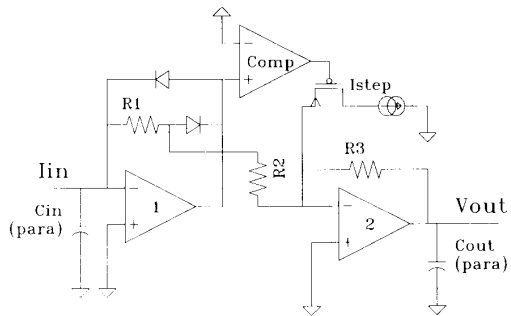 Comp
Istep
R1
R2
R3
Iin
Cin
(para)
1
2
Vout
Cout
(para)